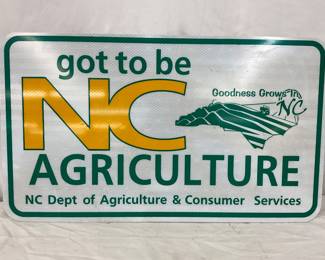 got to be
NC
Goodness Grows In
NC
AGRICULTURE
NC Dept of Agriculture & Consumer Services